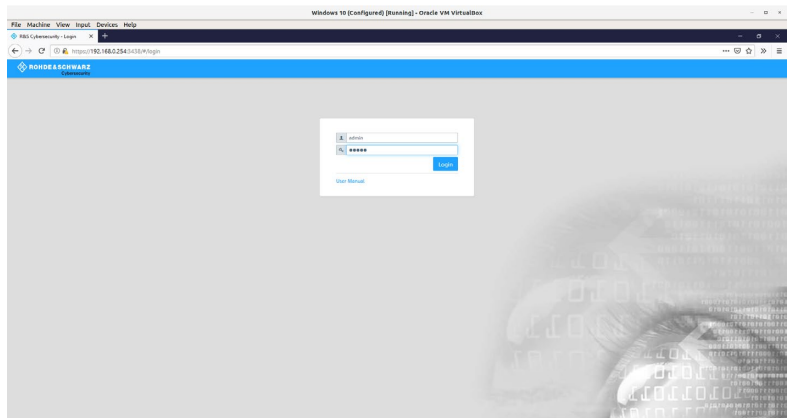 Windows 10 (Configured) [Running] - Oracle VM VirtualBox
File Machine View Input Devices Help
R&S Cybersecurity - Login
https://192.168.0.254:3438/#/login
ROHDE&SCHWARZ
Cybersecurity
admin
Login
User Manual